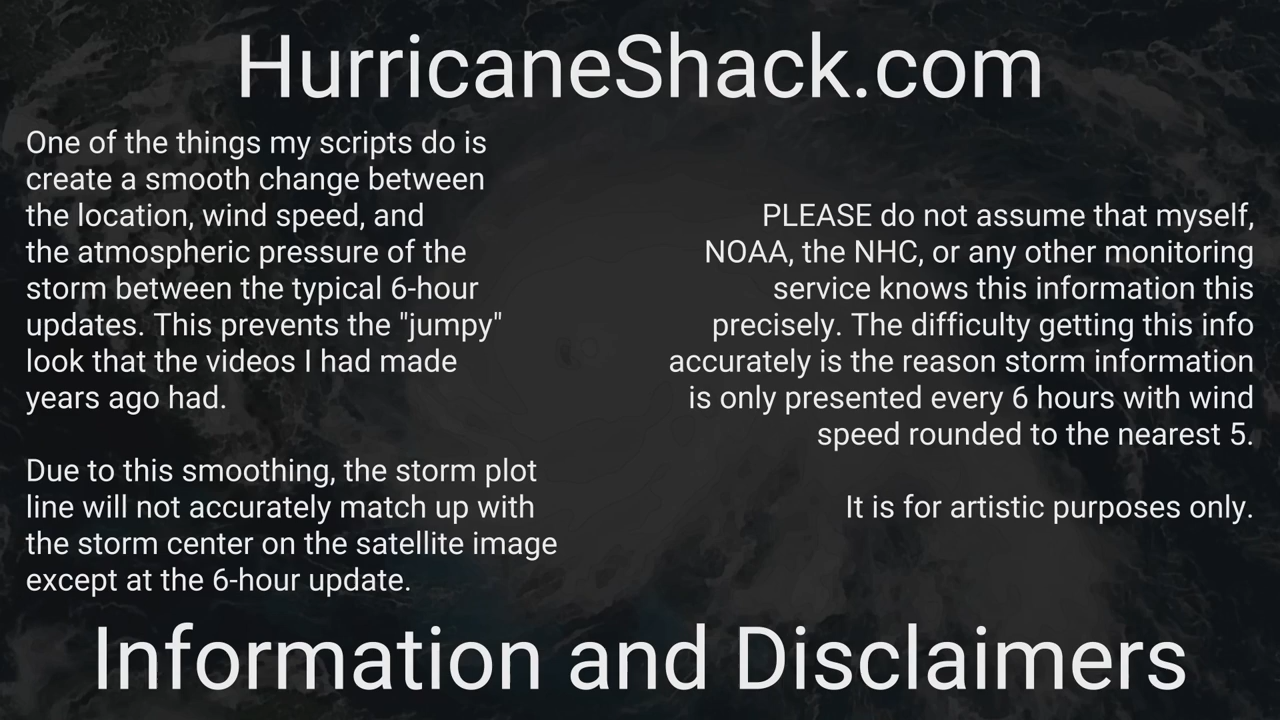 HurricaneShack.com
One of the things my scripts do is
create a smooth change between
the location, wind speed, and
the atmospheric pressure of the
storm between the typical 6-hour
updates. This prevents the "jumpy"
look that the videos I had made
years ago had.
Due to this smoothing, the storm plot
line will not accurately match up with
the storm center on the satellite image
except at the 6-hour update.
PLEASE do not assume that myself,
NOAA, the NHC, or any other monitoring
service knows this information this
precisely. The difficulty getting this info
accurately is the reason storm information
is only presented every 6 hours with wind
speed rounded to the nearest 5.
It is for artistic purposes only.
Information and Disclaimers